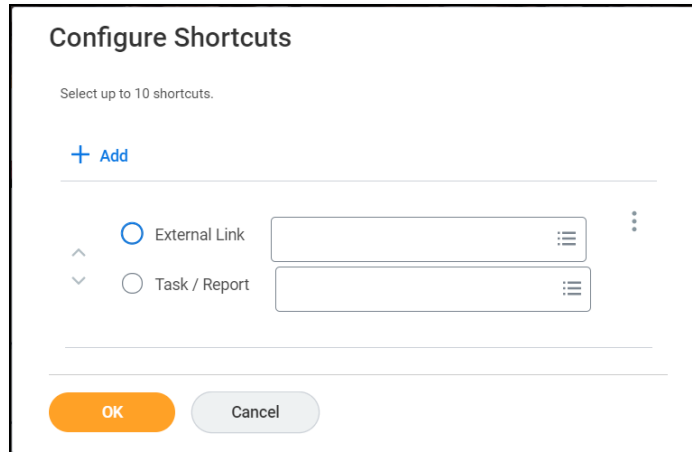 Configure Shortcuts
Select up to 10 shortcuts.
Add
External Link
Task / Report
OK
Cancel